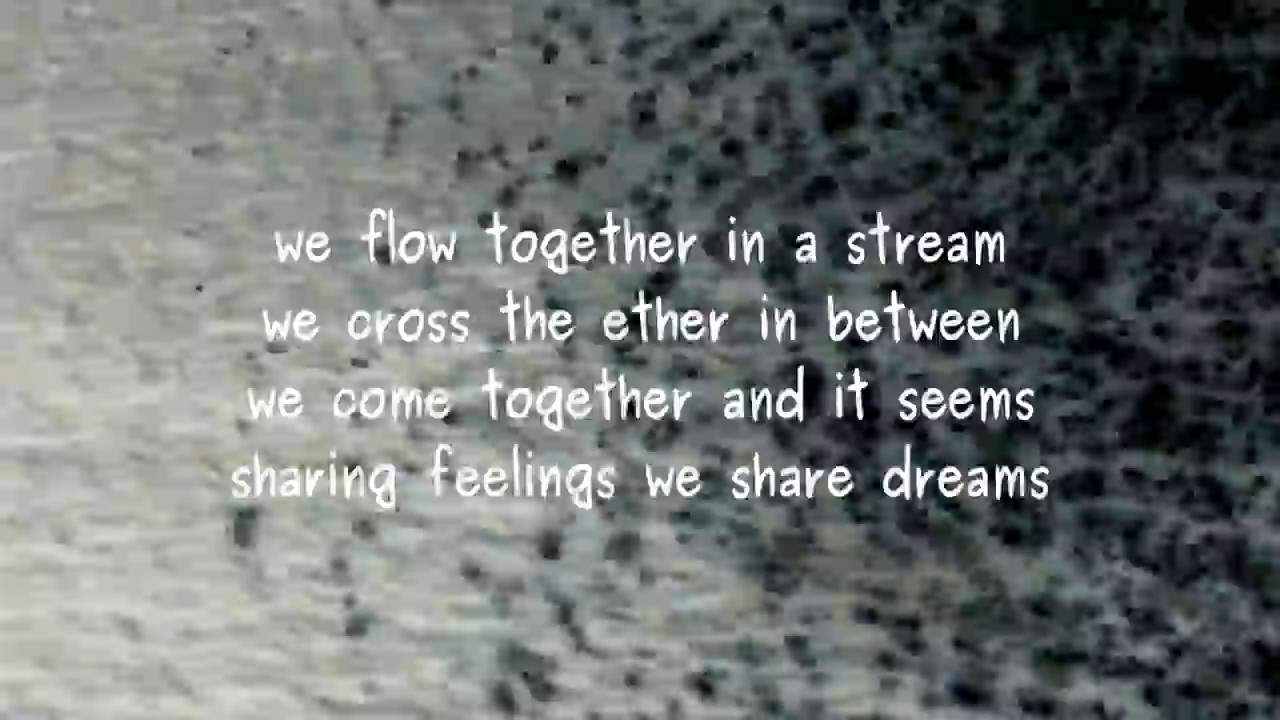 we flow together in a stream
we cross the ether in between
we come together and it seems
sharing feelings we share dreams